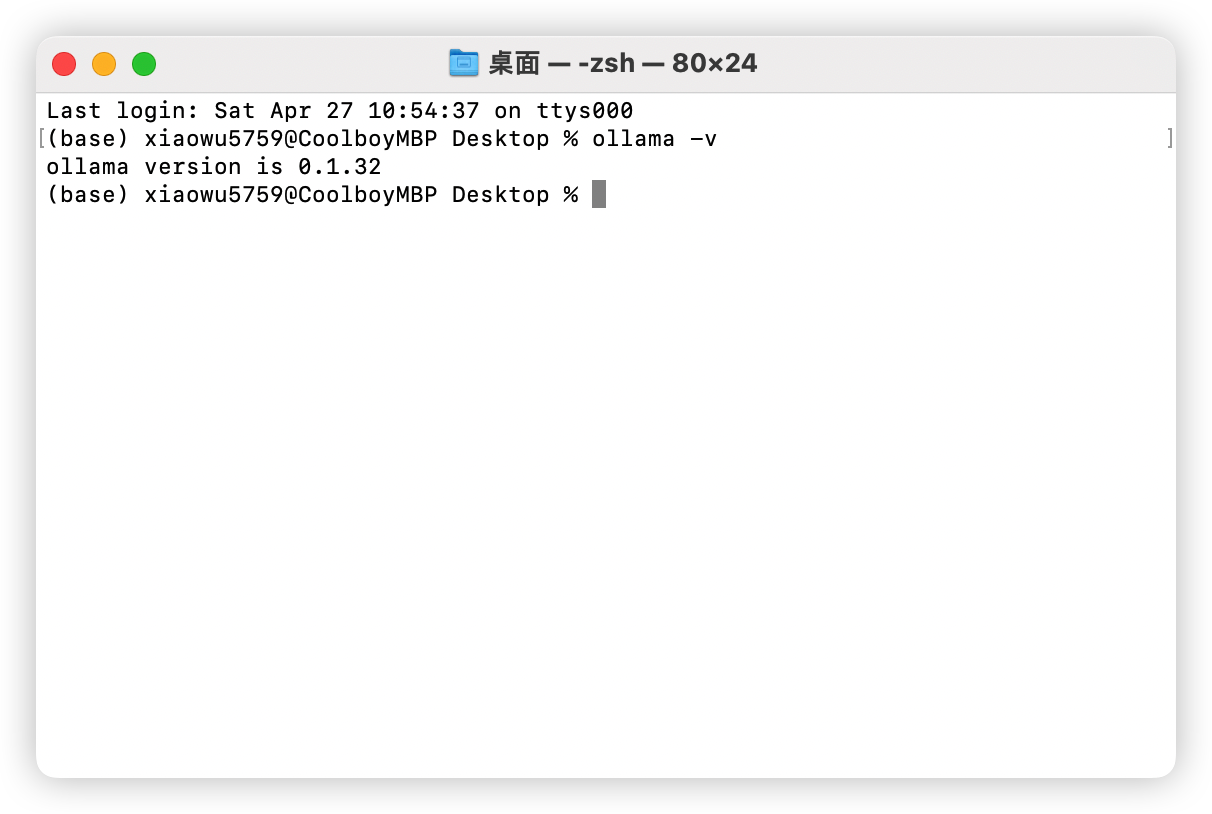 桌面 — -zsh — 80×24
Last login: Sat Apr 27 10:54:37 on ttys000
[(base) xiaowu5759@CoolboyMBP Desktop % ollama -v ]
ollama version is 0.1.32
(base) xiaowu5759@CoolboyMBP Desktop %